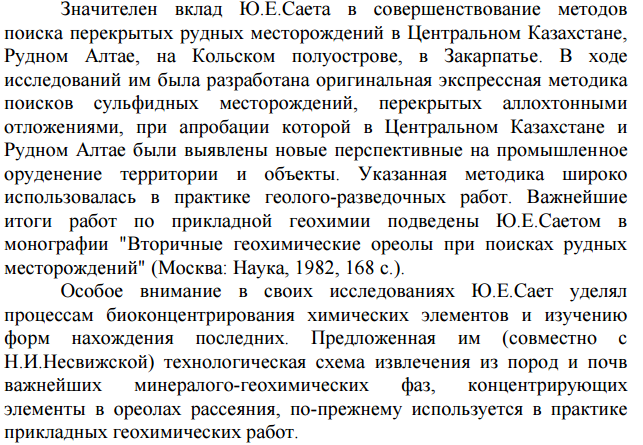 Значителен вклад Ю.Е.Саета в совершенствование методов
поиска перекрытых рудных месторождений в Центральном Казахстане,
Рудном Алтае, на Кольском полуострове, в Закарпатье. В ходе
исследований им была разработана оригинальная экспрессная методика
поисков сульфидных месторождений, перекрытых аллохтонными
отложениями, при апробации которой в Центральном Казахстане и
Рудном Алтае были выявлены новые перспективные на промышленное
оруденение территории и объекты. Указанная методика широко
использовалась в практике геолого-разведочных работ. Важнейшие
итоги работ по прикладной геохимии подведены Ю.Е.Саетом в
монографии "Вторичные геохимические ореолы при поисках рудных
месторождений" (Москва: Наука, 1982, 168 с.).
Особое внимание в своих исследованиях Ю.Е.Сает уделял
процессам биоконцентрирования химических элементов и изучению
форм нахождения последних. Предложенная им (совместно с
Н.И.Несвижской) технологическая схема извлечения из пород и почв
важнейших минералого-геохимических фаз, концентрирующих
элементы в ореолах рассеяния, по-прежнему используется в практике
прикладных геохимических работ.